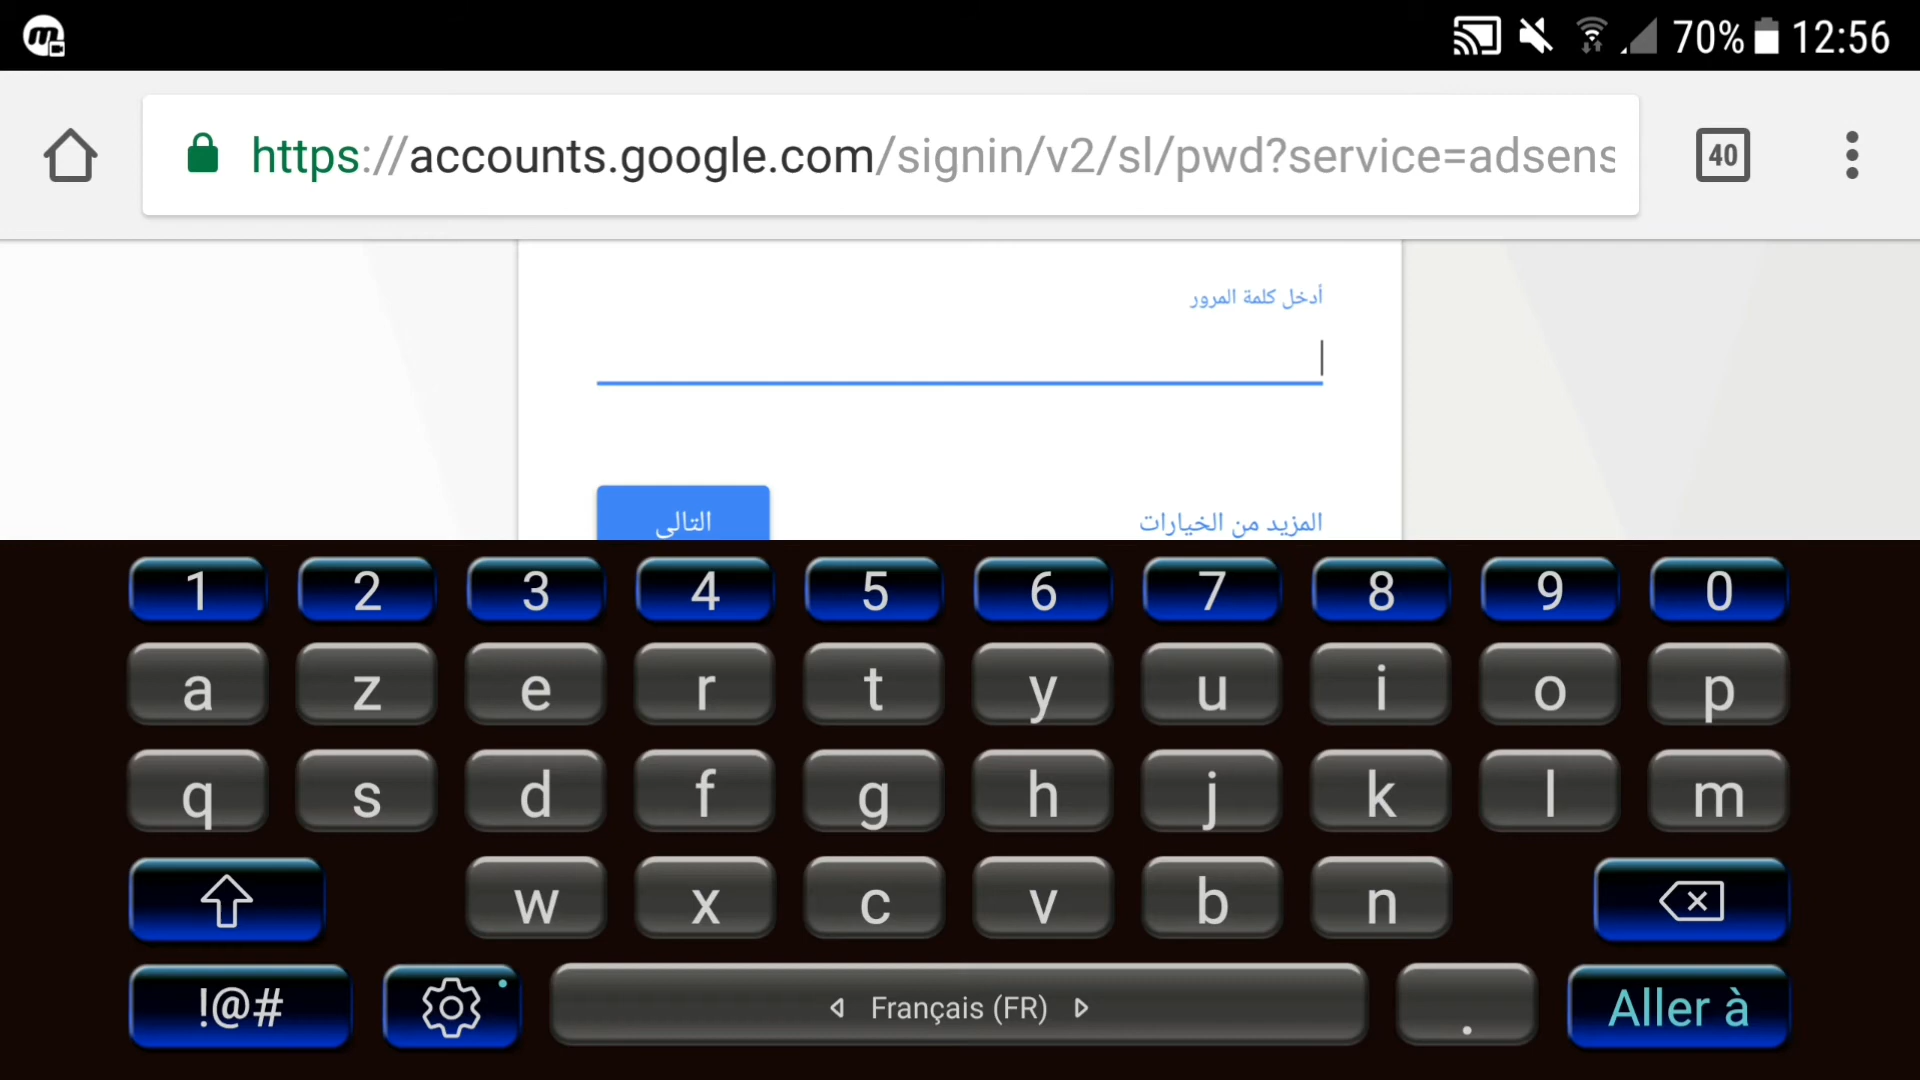 70% 12:56
https://accounts.google.com/signin/v2/sl/pwd?service=adsens
40
أدخل كلمة المرور
المزيد من الخيارات
التالي
1 2 3 4 5 6 7 8 9 0
a z e r t y u i o p
q s d f g h j k l m
w x c v b n
!@# Français (FR) . Aller à